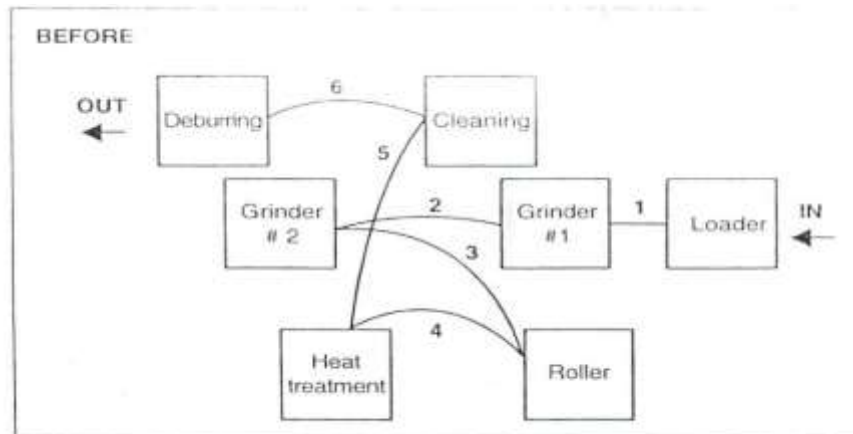 BEFORE
6
OUT
Deburring
Cleaning
5
Grinder
# 2
2
Grinder
#1
1
Loader
IN
3
4
Heat
treatment
Roller